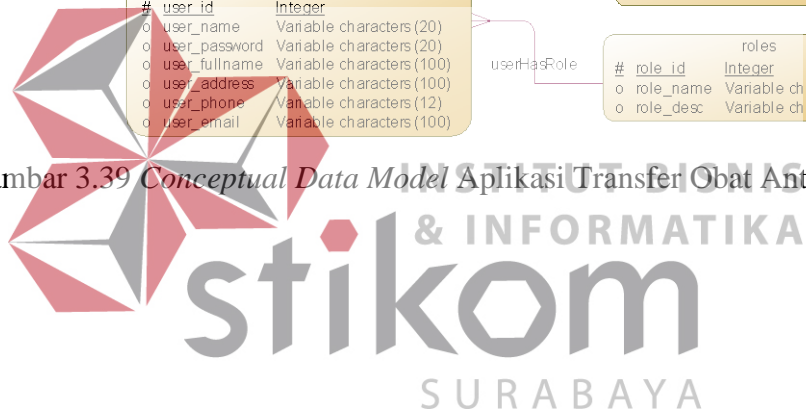 # user_id Integer
o user_name Variable characters (20)
o user_password Variable characters (20)
o user_fullname Variable characters (100)
o user_address Variable characters (100)
o user_phone Variable characters (12)
o user_email Variable characters (100)
userHasRole
roles
# role_id Integer
o role_name Variable ch
o role_desc Variable ch
mbar 3.39 Conceptual Data Model Aplikasi Transfer Obat Ant
INSTITUT BISNIS
& INFORMATIKA
stikom
SURABAYA